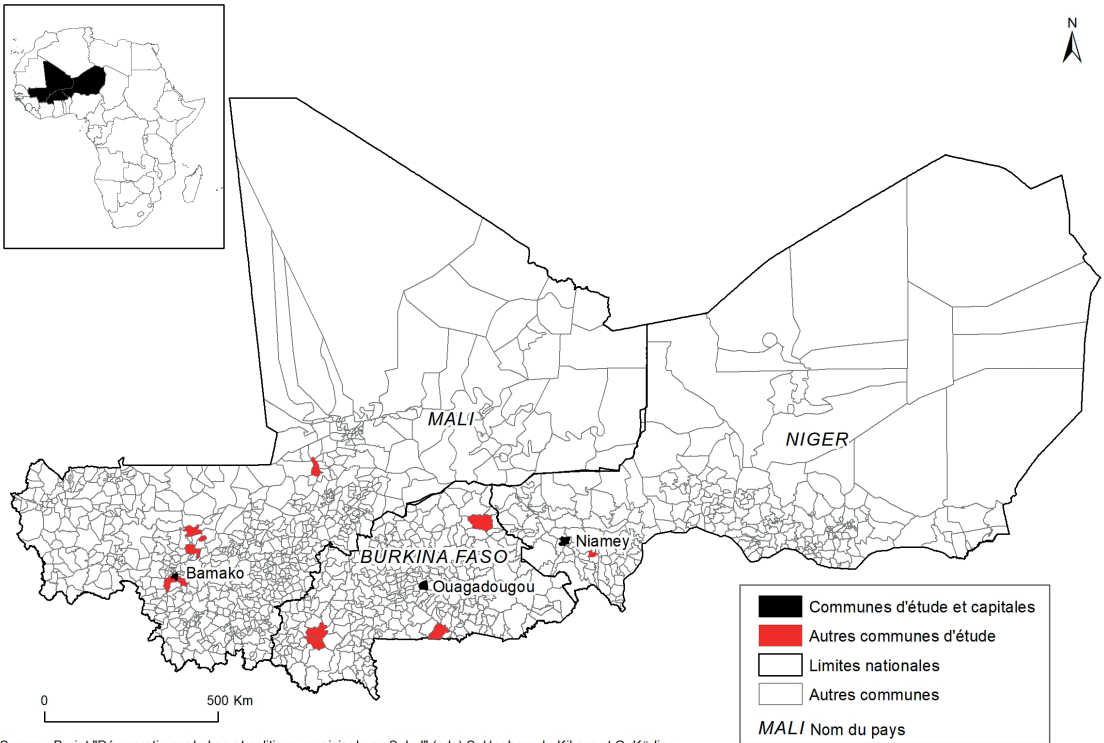 N
MALI
NIGER
BURKINA FASO
Niamey
Bamako
Ouagadougou
Communes d'étude et capitales
Autres communes d'étude
Limites nationales
Autres communes
MALI Nom du pays
0 500 Km